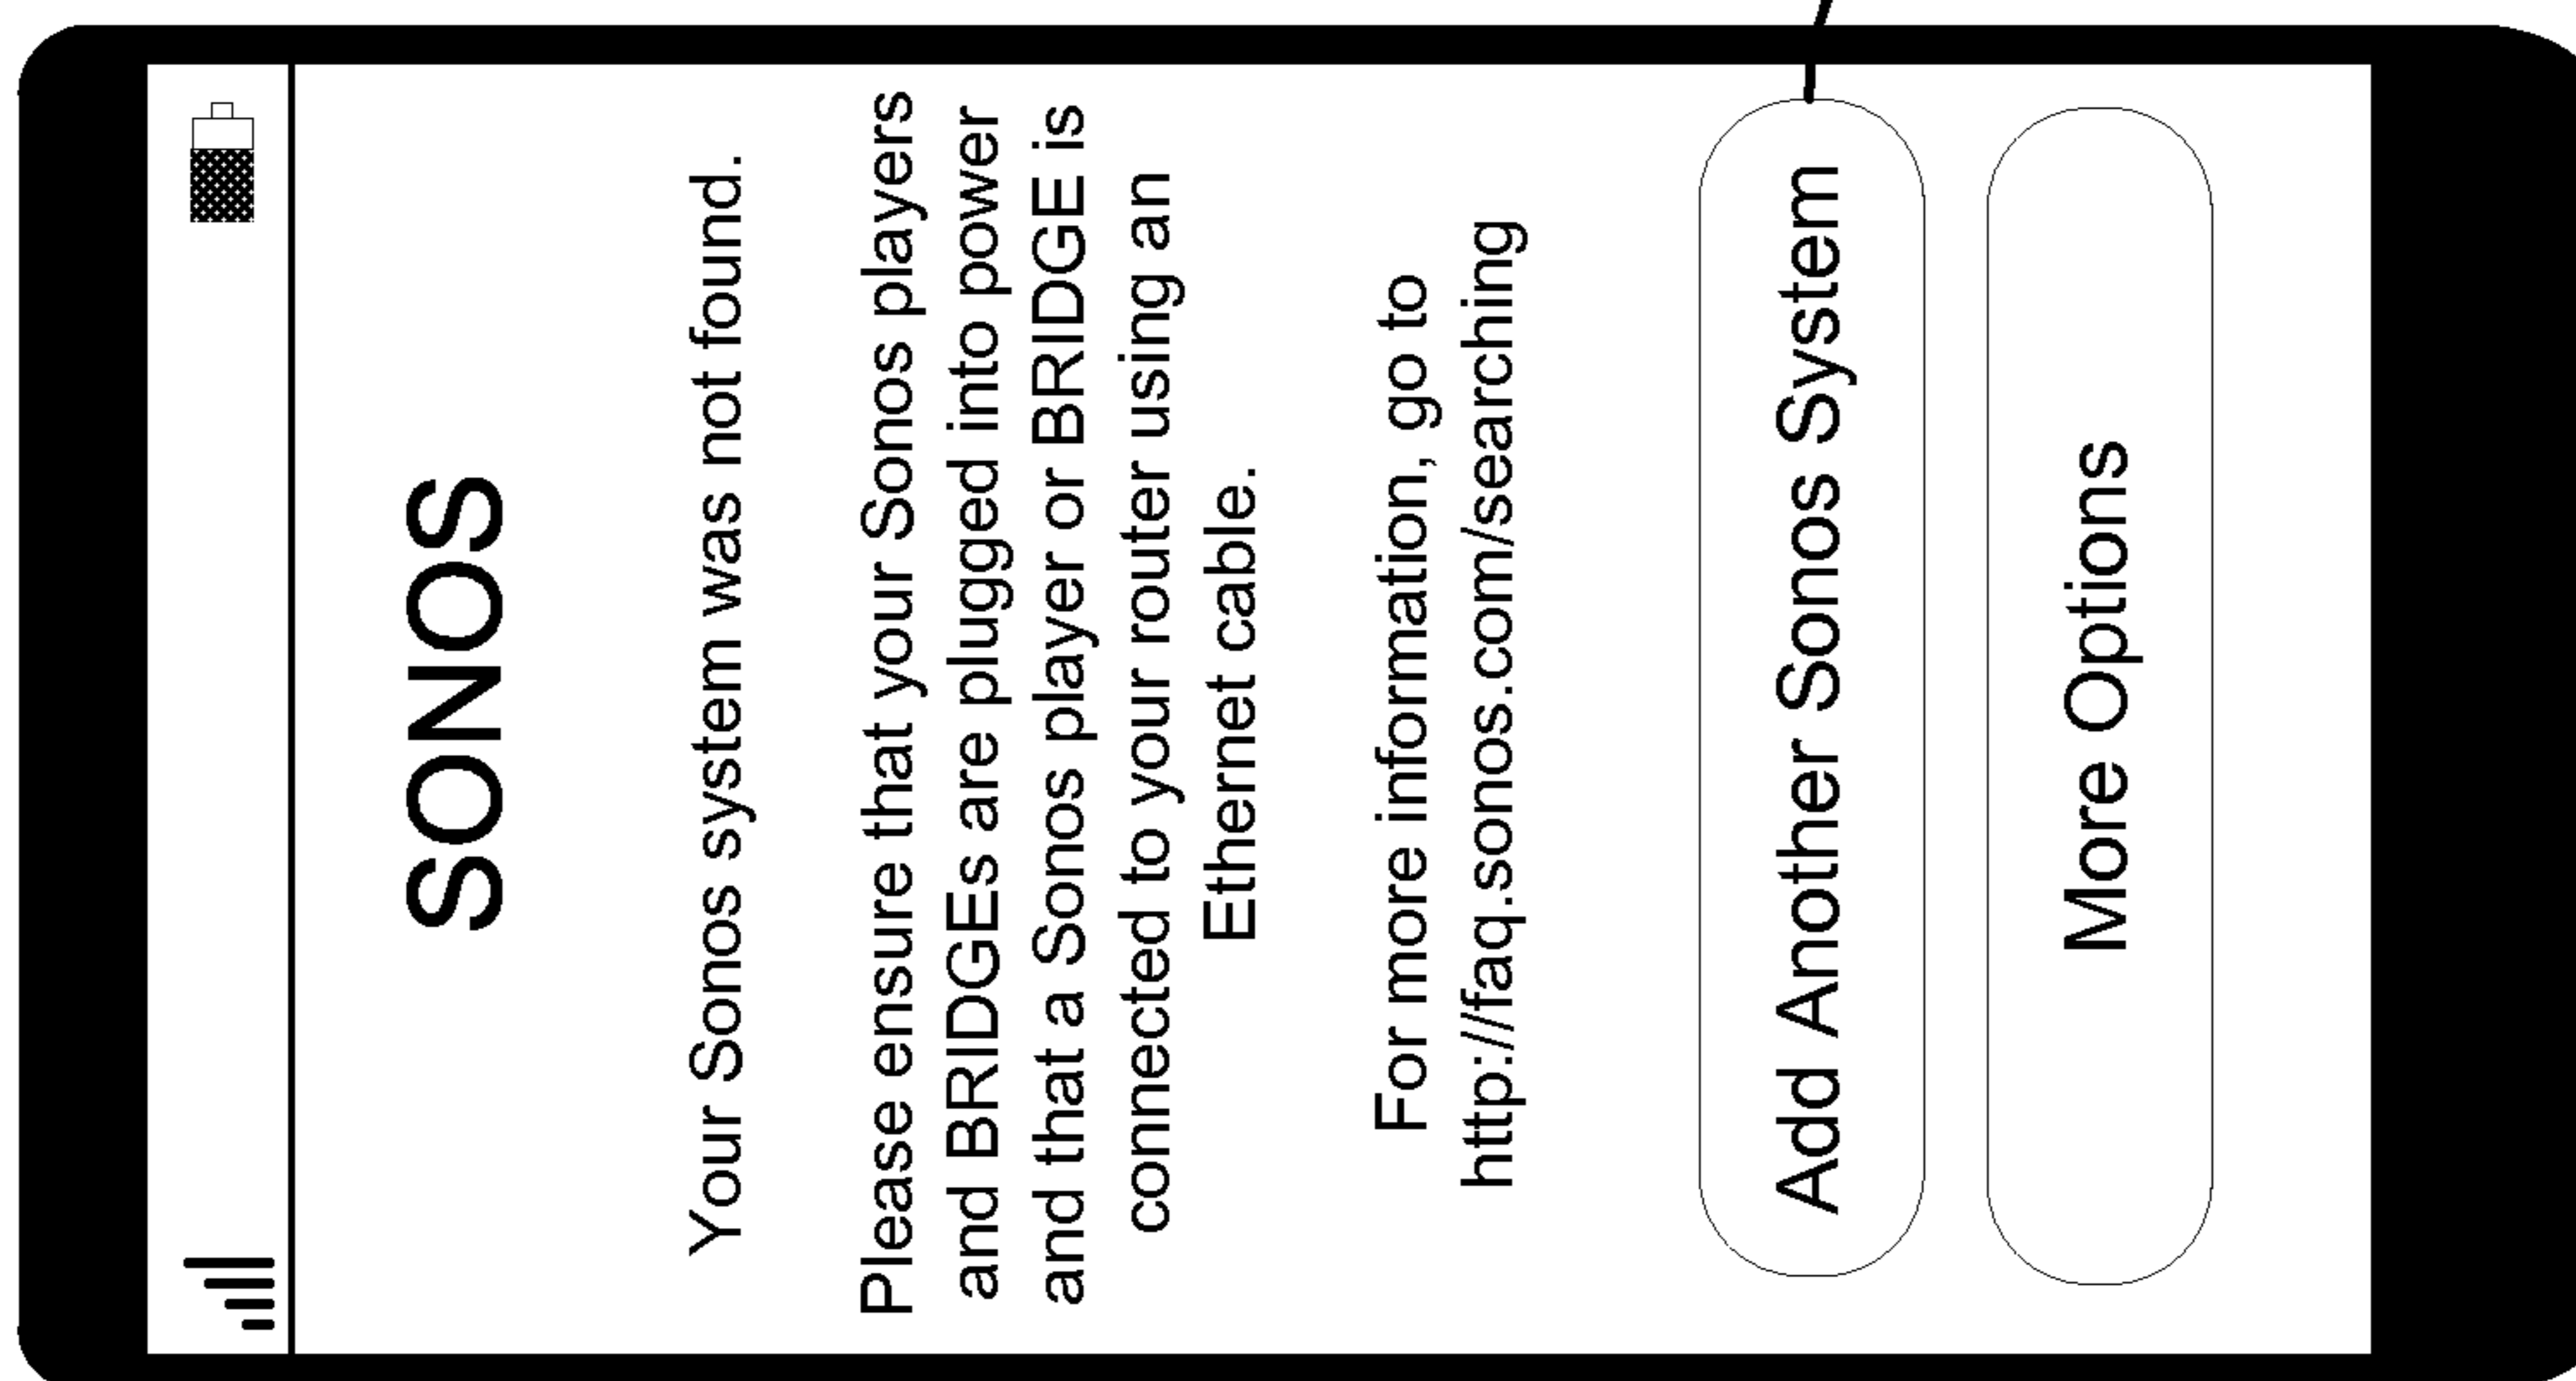 SONOS
Your Sonos system was not found.
Please ensure that your Sonos players
and BRIDGEs are plugged into power
and that a Sonos player or BRIDGE is
connected to your router using an
Ethernet cable.
For more information, go to
http://faq.sonos.com/searching
Add Another Sonos System
More Options